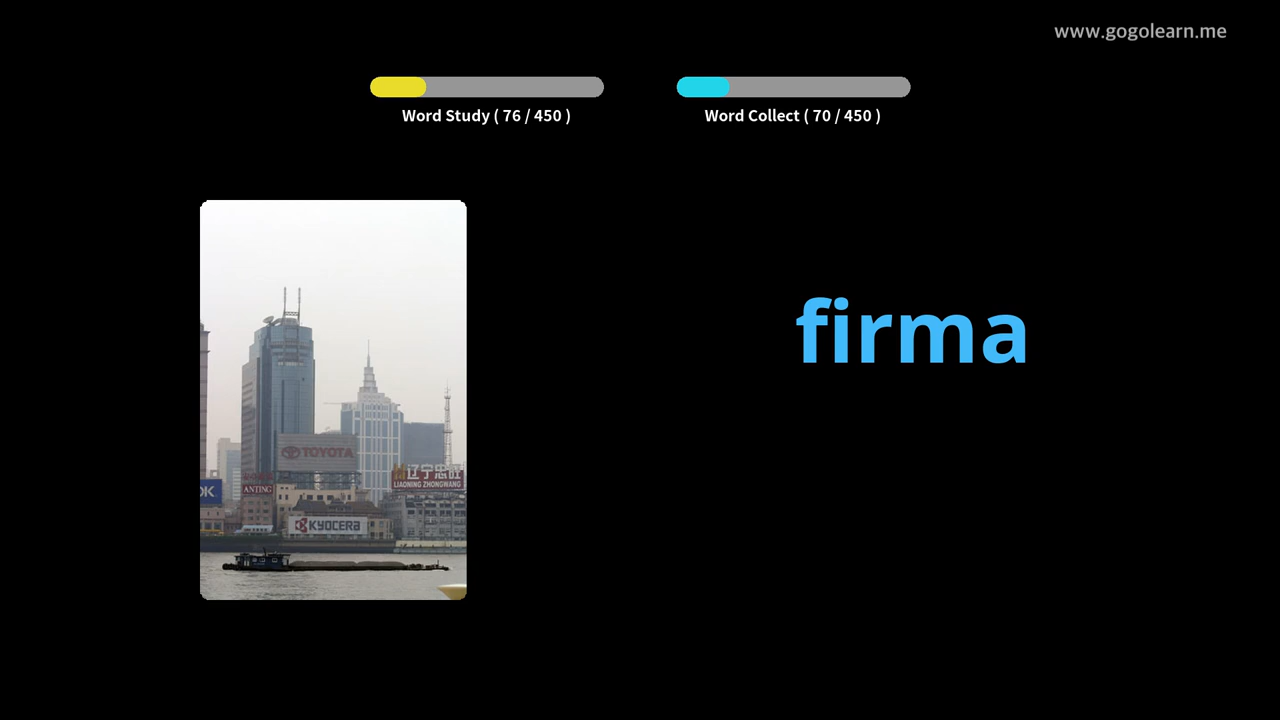 www.gogolearn.me
Word Study ( 76 / 450 )
Word Collect ( 70 / 450 )
firma
TOYOTA
辽宁忠旺
LIAONING ZHONGWANG
OK
ANTING
KYOCERA